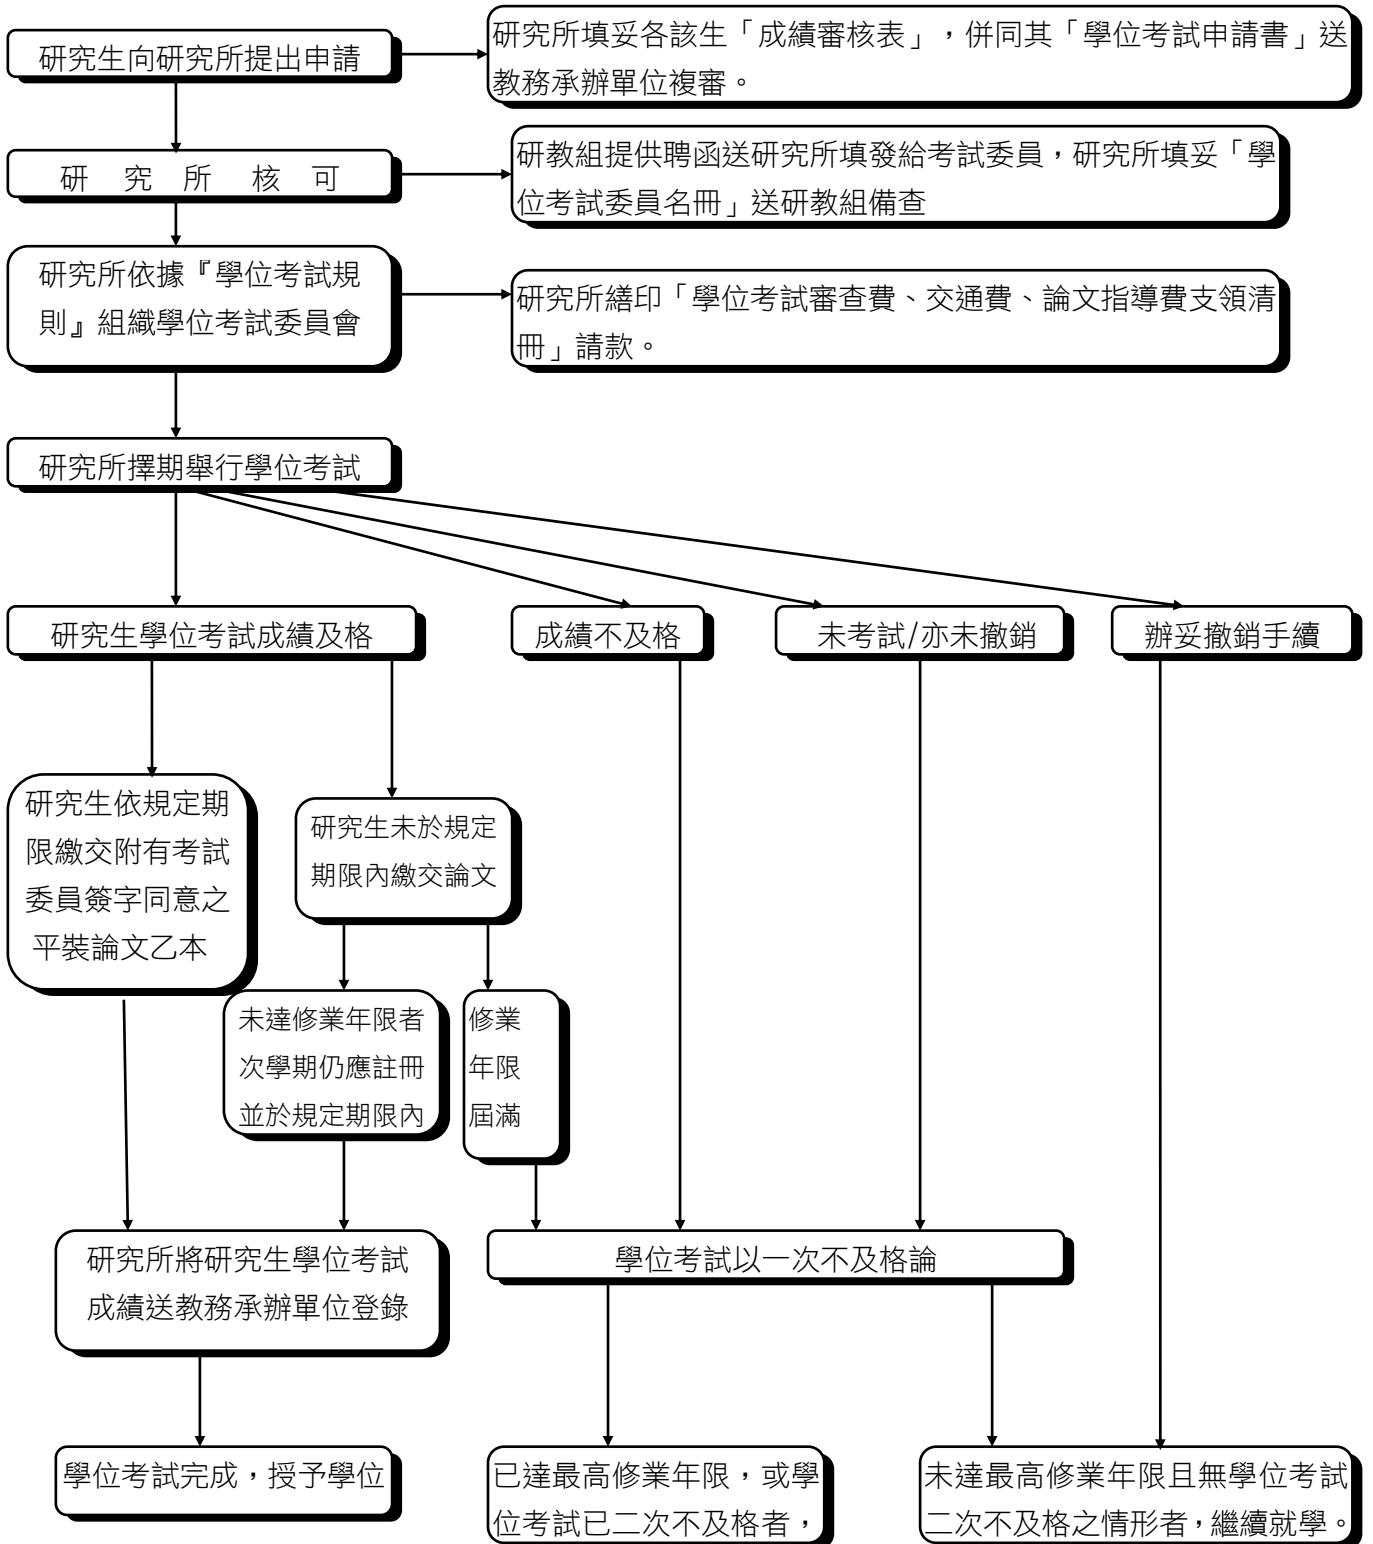 研究生向研究所提出申請
研究所填妥各該生「成績審核表」，併同其「學位考試申請書」送
教務承辦單位複審。
研究所核可
研教組提供聘函送研究所填發給考試委員，研究所填妥「學
位考試委員名冊」送研教組備查
研究所依據『學位考試規
則』組織學位考試委員會
研究所繕印「學位考試審查費、交通費、論文指導費支領清
冊」請款。
研究所擇期舉行學位考試
研究生學位考試成績及格
成績不及格
未考試/亦未撤銷
辦妥撤銷手續
研究生依規定期
限繳交附有考試
委員簽字同意之
平裝論文乙本
研究生未於規定
期限內繳交論文
未達修業年限者
次學期仍應註冊
並於規定期限內
修業
年限
屆滿
研究所將研究生學位考試
成績送教務承辦單位登錄
學位考試以一次不及格論
學位考試完成，授予學位
已達最高修業年限，或學
位考試已二次不及格者，
未達最高修業年限且無學位考試
二次不及格之情形者，繼續就學。